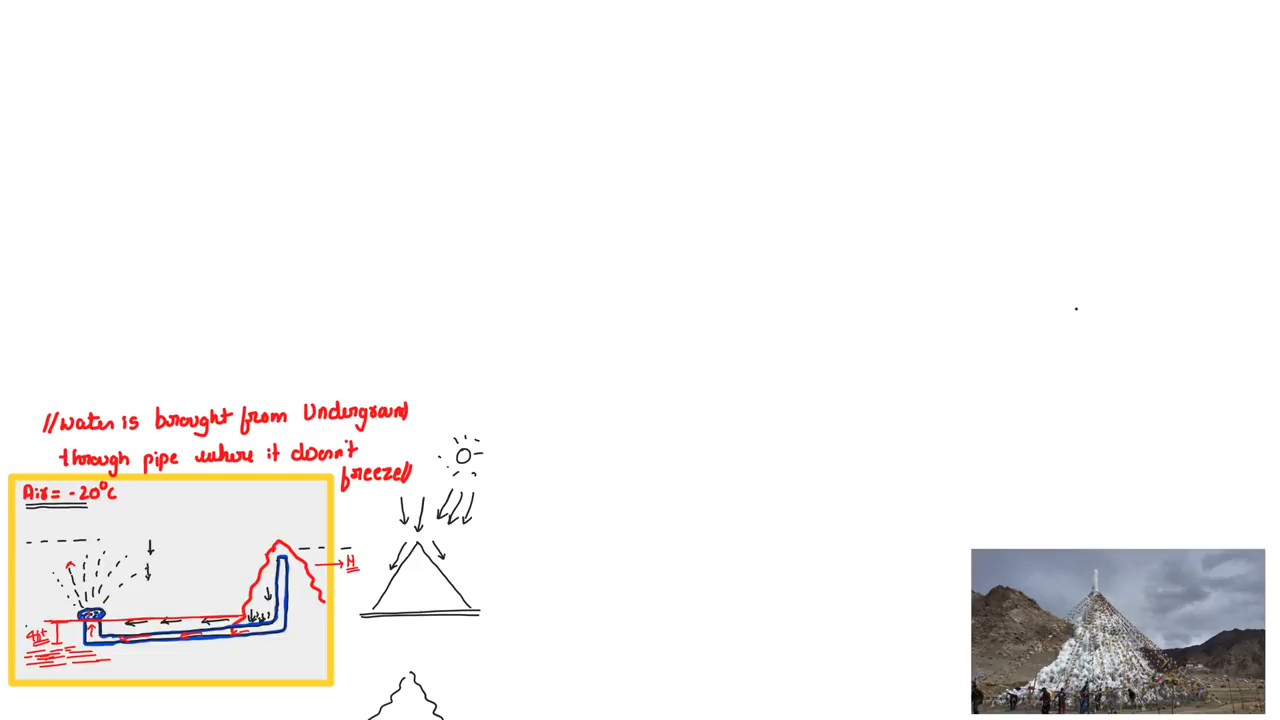 //water is brought from Underground
through pipe where it doesn't
freeze//
Air = -20°C
H
4ft